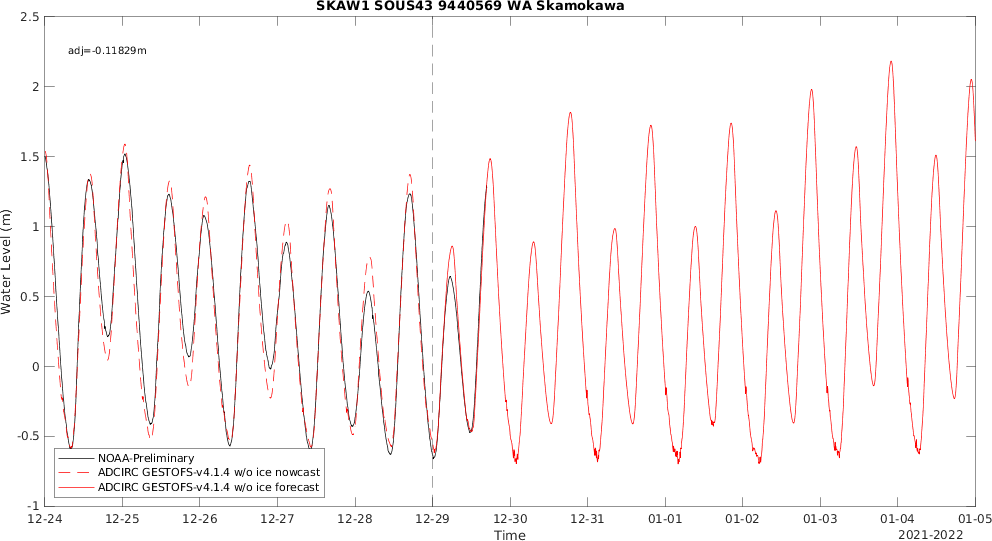 SKAW1 SOUS43 9440569 WA Skamokawa
adj=-0.11829m
2.5
2
1.5
1
0.5
0
-0.5
-1
Water Level (m)
NOAA-Preliminary
ADCIRC GESTOFS-v4.1.4 w/o ice nowcast
ADCIRC GESTOFS-v4.1.4 w/o ice forecast
12-24 12-25 12-26 12-27 12-28 12-29 12-30 12-31 01-01 01-02 01-03 01-04 01-05
Time
2021-2022